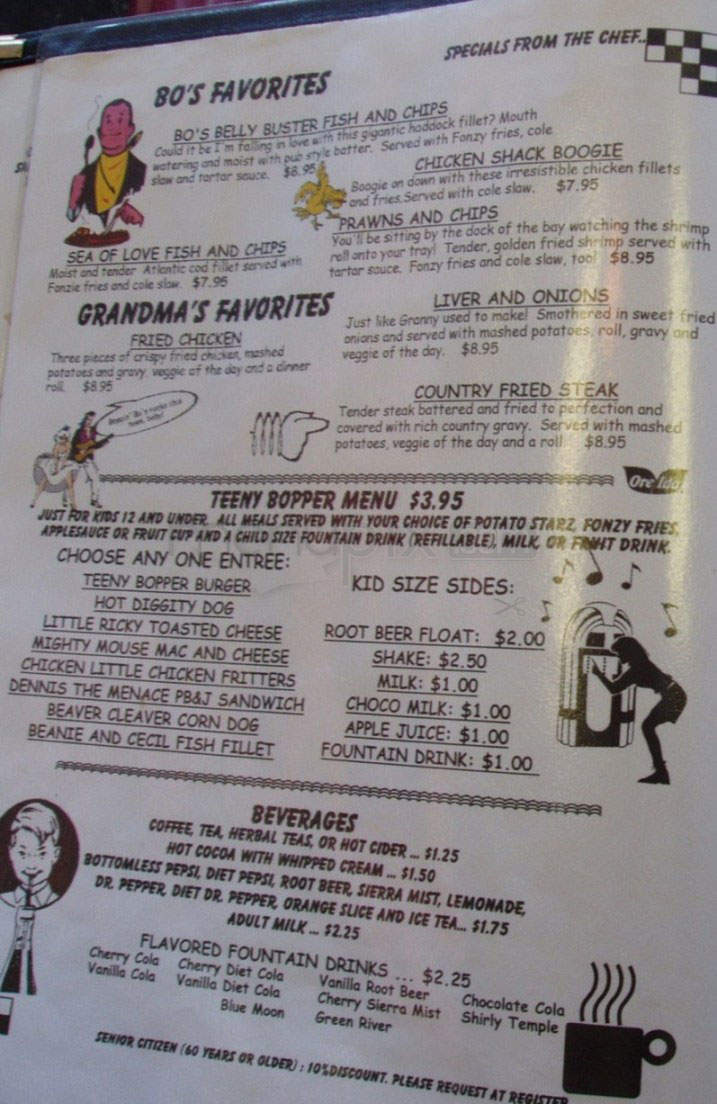 SPECIALS FROM THE CHEF..
BO'S FAVORITES
BO'S BELLY BUSTER FISH AND CHIPS
Could it be I'm falling in love with this gigantic haddock fillet? Mouth
watering and moist with pub style batter. Served with Fonzy fries, cole
slaw and tartar sauce. $8.95
CHICKEN SHACK BOOGIE
Boogie on down with these irresistible chicken fillets
and fries. Served with cole slaw. $7.95
PRAWNS AND CHIPS
You'll be sitting by the dock of the bay watching the shrimp
roll onto your tray! Tender, golden fried shrimp served with
tartar sauce. Fonzy fries and cole slaw, too! $8.95
SEA OF LOVE FISH AND CHIPS
Moist and tender Atlantic cod fillet served with
Fonzie fries and cole slaw. $7.95
GRANDMA'S FAVORITES
FRIED CHICKEN
Three pieces of crispy fried chicken, mashed
potatoes and gravy, veggie of the day and a dinner
roll. $8.95
LIVER AND ONIONS
Just like Granny used to make! Smothered in sweet fried
onions and served with mashed potatoes, roll, gravy and
veggie of the day. $8.95
COUNTRY FRIED STEAK
Tender steak battered and fried to perfection and
covered with rich country gravy. Served with mashed
potatoes, veggie of the day and a roll $8.95
Ore Ida
TEENY BOPPER MENU $3.95
JUST FOR KIDS 12 AND UNDER. ALL MEALS SERVED WITH YOUR CHOICE OF POTATO STARZ, FONZY FRIES,
APPLESAUCE OR FRUIT CUP AND A CHILD SIZE FOUNTAIN DRINK (REFILLABLE), MILK, OR FRUIT DRINK.
CHOOSE ANY ONE ENTREE:
TEENY BOPPER BURGER
HOT DIGGITY DOG
LITTLE RICKY TOASTED CHEESE
MIGHTY MOUSE MAC AND CHEESE
CHICKEN LITTLE CHICKEN FRITTERS
DENNIS THE MENACE PB&J SANDWICH
BEAVER CLEAVER CORN DOG
BEANIE AND CECIL FISH FILLET
KID SIZE SIDES:
ROOT BEER FLOAT: $2.00
SHAKE: $2.50
MILK: $1.00
CHOCO MILK: $1.00
APPLE JUICE: $1.00
FOUNTAIN DRINK: $1.00
BEVERAGES
COFFEE, TEA, HERBAL TEAS, OR HOT CIDER ... $1.25
HOT COCOA WITH WHIPPED CREAM ... $1.50
BOTTOMLESS PEPSI, DIET PEPSI, ROOT BEER, SIERRA MIST, LEMONADE,
DR. PEPPER, DIET DR. PEPPER, ORANGE SLICE AND ICE TEA... $1.75
ADULT MILK ... $2.25
FLAVORED FOUNTAIN DRINKS ... $2.25
Cherry Cola Cherry Diet Cola Vanilla Root Beer Chocolate Cola
Vanilla Cola Vanilla Diet Cola Cherry Sierra Mist Shirly Temple
Blue Moon Green River
SENIOR CITIZEN (60 YEARS OR OLDER) : 10%DISCOUNT. PLEASE REQUEST AT REGISTER